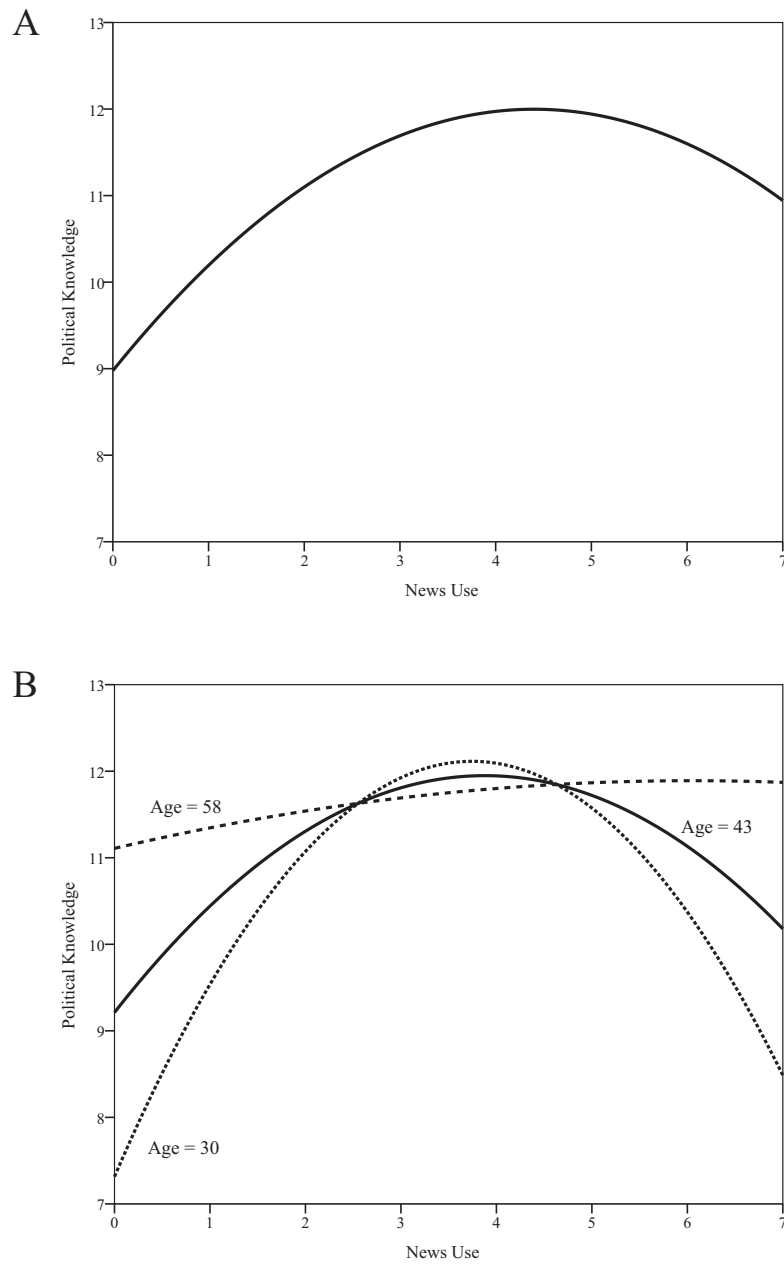 A
13
12
11
10
9
8
7
Political Knowledge
0 1 2 3 4 5 6 7
News Use
B
13
12
11
10
9
8
7
Political Knowledge
Age = 58
Age = 43
Age = 30
0 1 2 3 4 5 6 7
News Use